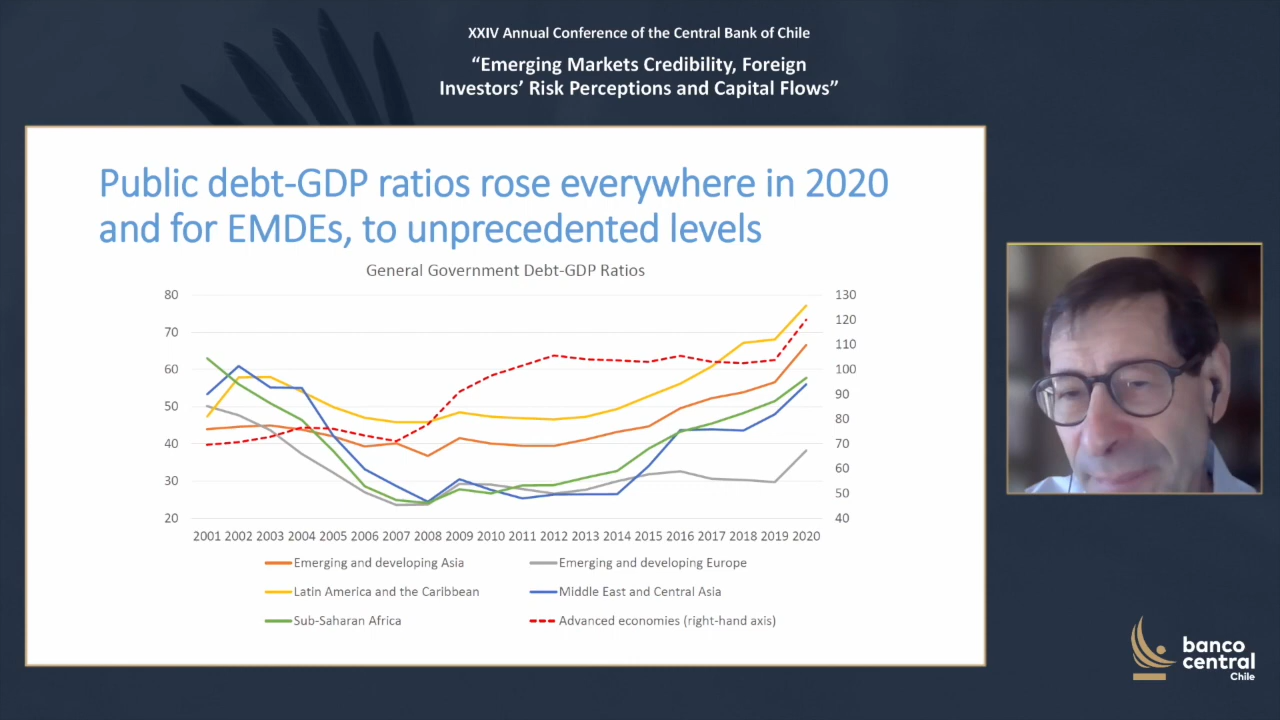 XXIV Annual Conference of the Central Bank of Chile
“Emerging Markets Credibility, Foreign
Investors’ Risk Perceptions and Capital Flows”
Public debt-GDP ratios rose everywhere in 2020
and for EMDEs, to unprecedented levels
General Government Debt-GDP Ratios
80 130
120
70 110
60 100
90
50 80
40 70
60
30 50
20 40
2001 2002 2003 2004 2005 2006 2007 2008 2009 2010 2011 2012 2013 2014 2015 2016 2017 2018 2019 2020
Emerging and developing Asia Emerging and developing Europe
Latin America and the Caribbean Middle East and Central Asia
Sub-Saharan Africa Advanced economies (right-hand axis)
banco
central
Chile